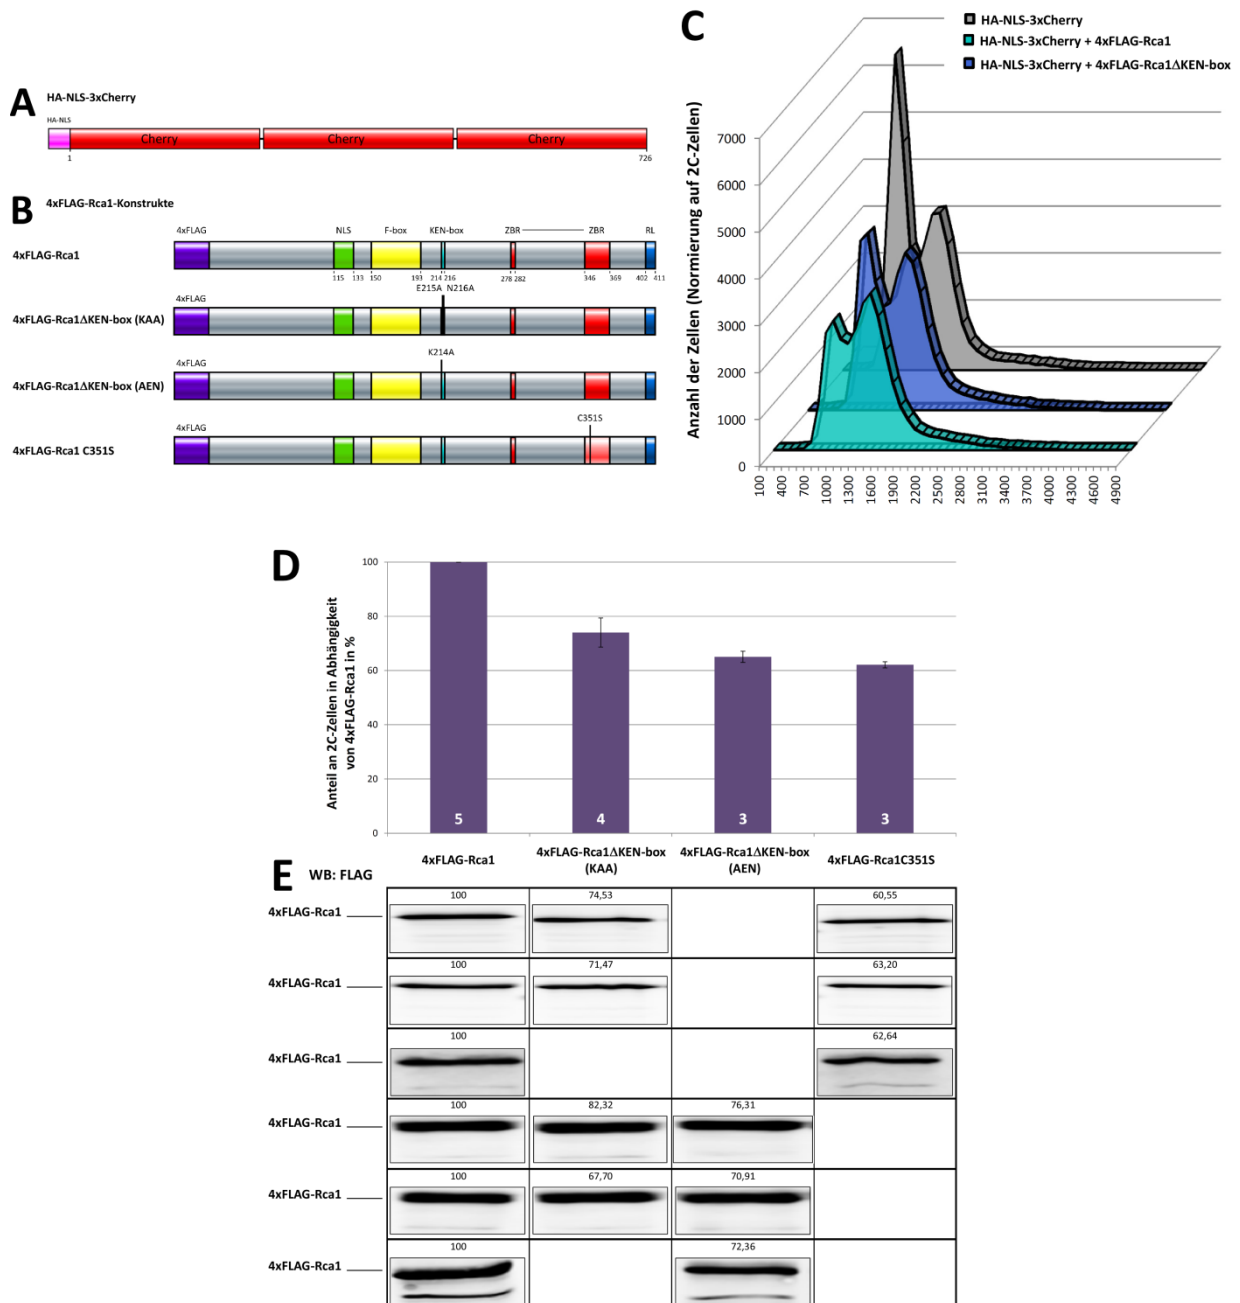 A
HA-NLS-3xCherry
HA-NLS
Cherry Cherry Cherry
1 726
B
4xFLAG-Rca1-Konstrukte
4xFLAG NLS F-box KEN-box ZBR ZBR RL
4xFLAG-Rca1
115 133 150 193 214 216 278 282 346 369 402 411
4xFLAG E215A N216A
4xFLAG-Rca1ΔKEN-box (KAA)
4xFLAG K214A
4xFLAG-Rca1ΔKEN-box (AEN)
4xFLAG C351S
4xFLAG-Rca1 C351S
C
HA-NLS-3xCherry
HA-NLS-3xCherry + 4xFLAG-Rca1
HA-NLS-3xCherry + 4xFLAG-Rca1ΔKEN-box
Anzahl der Zellen (Normierung auf 2C-Zellen)
7000
6000
5000
4000
3000
2000
1000
0
100 400 700 1000 1300 1600 1900 2200 2500 2800 3100 3400 3700 4000 4300 4600 4900
D
Anteil an 2C-Zellen in Abhängigkeit
von 4xFLAG-Rca1 in %
100
80
60
40
20
0
5 4 3 3
4xFLAG-Rca1 4xFLAG-Rca1ΔKEN-box (KAA) 4xFLAG-Rca1ΔKEN-box (AEN) 4xFLAG-Rca1C351S
E
WB: FLAG
100 74,53 60,55
4xFLAG-Rca1
100 71,47 63,20
4xFLAG-Rca1
100 62,64
4xFLAG-Rca1
100 82,32 76,31
4xFLAG-Rca1
100 67,70 70,91
4xFLAG-Rca1
100 72,36
4xFLAG-Rca1